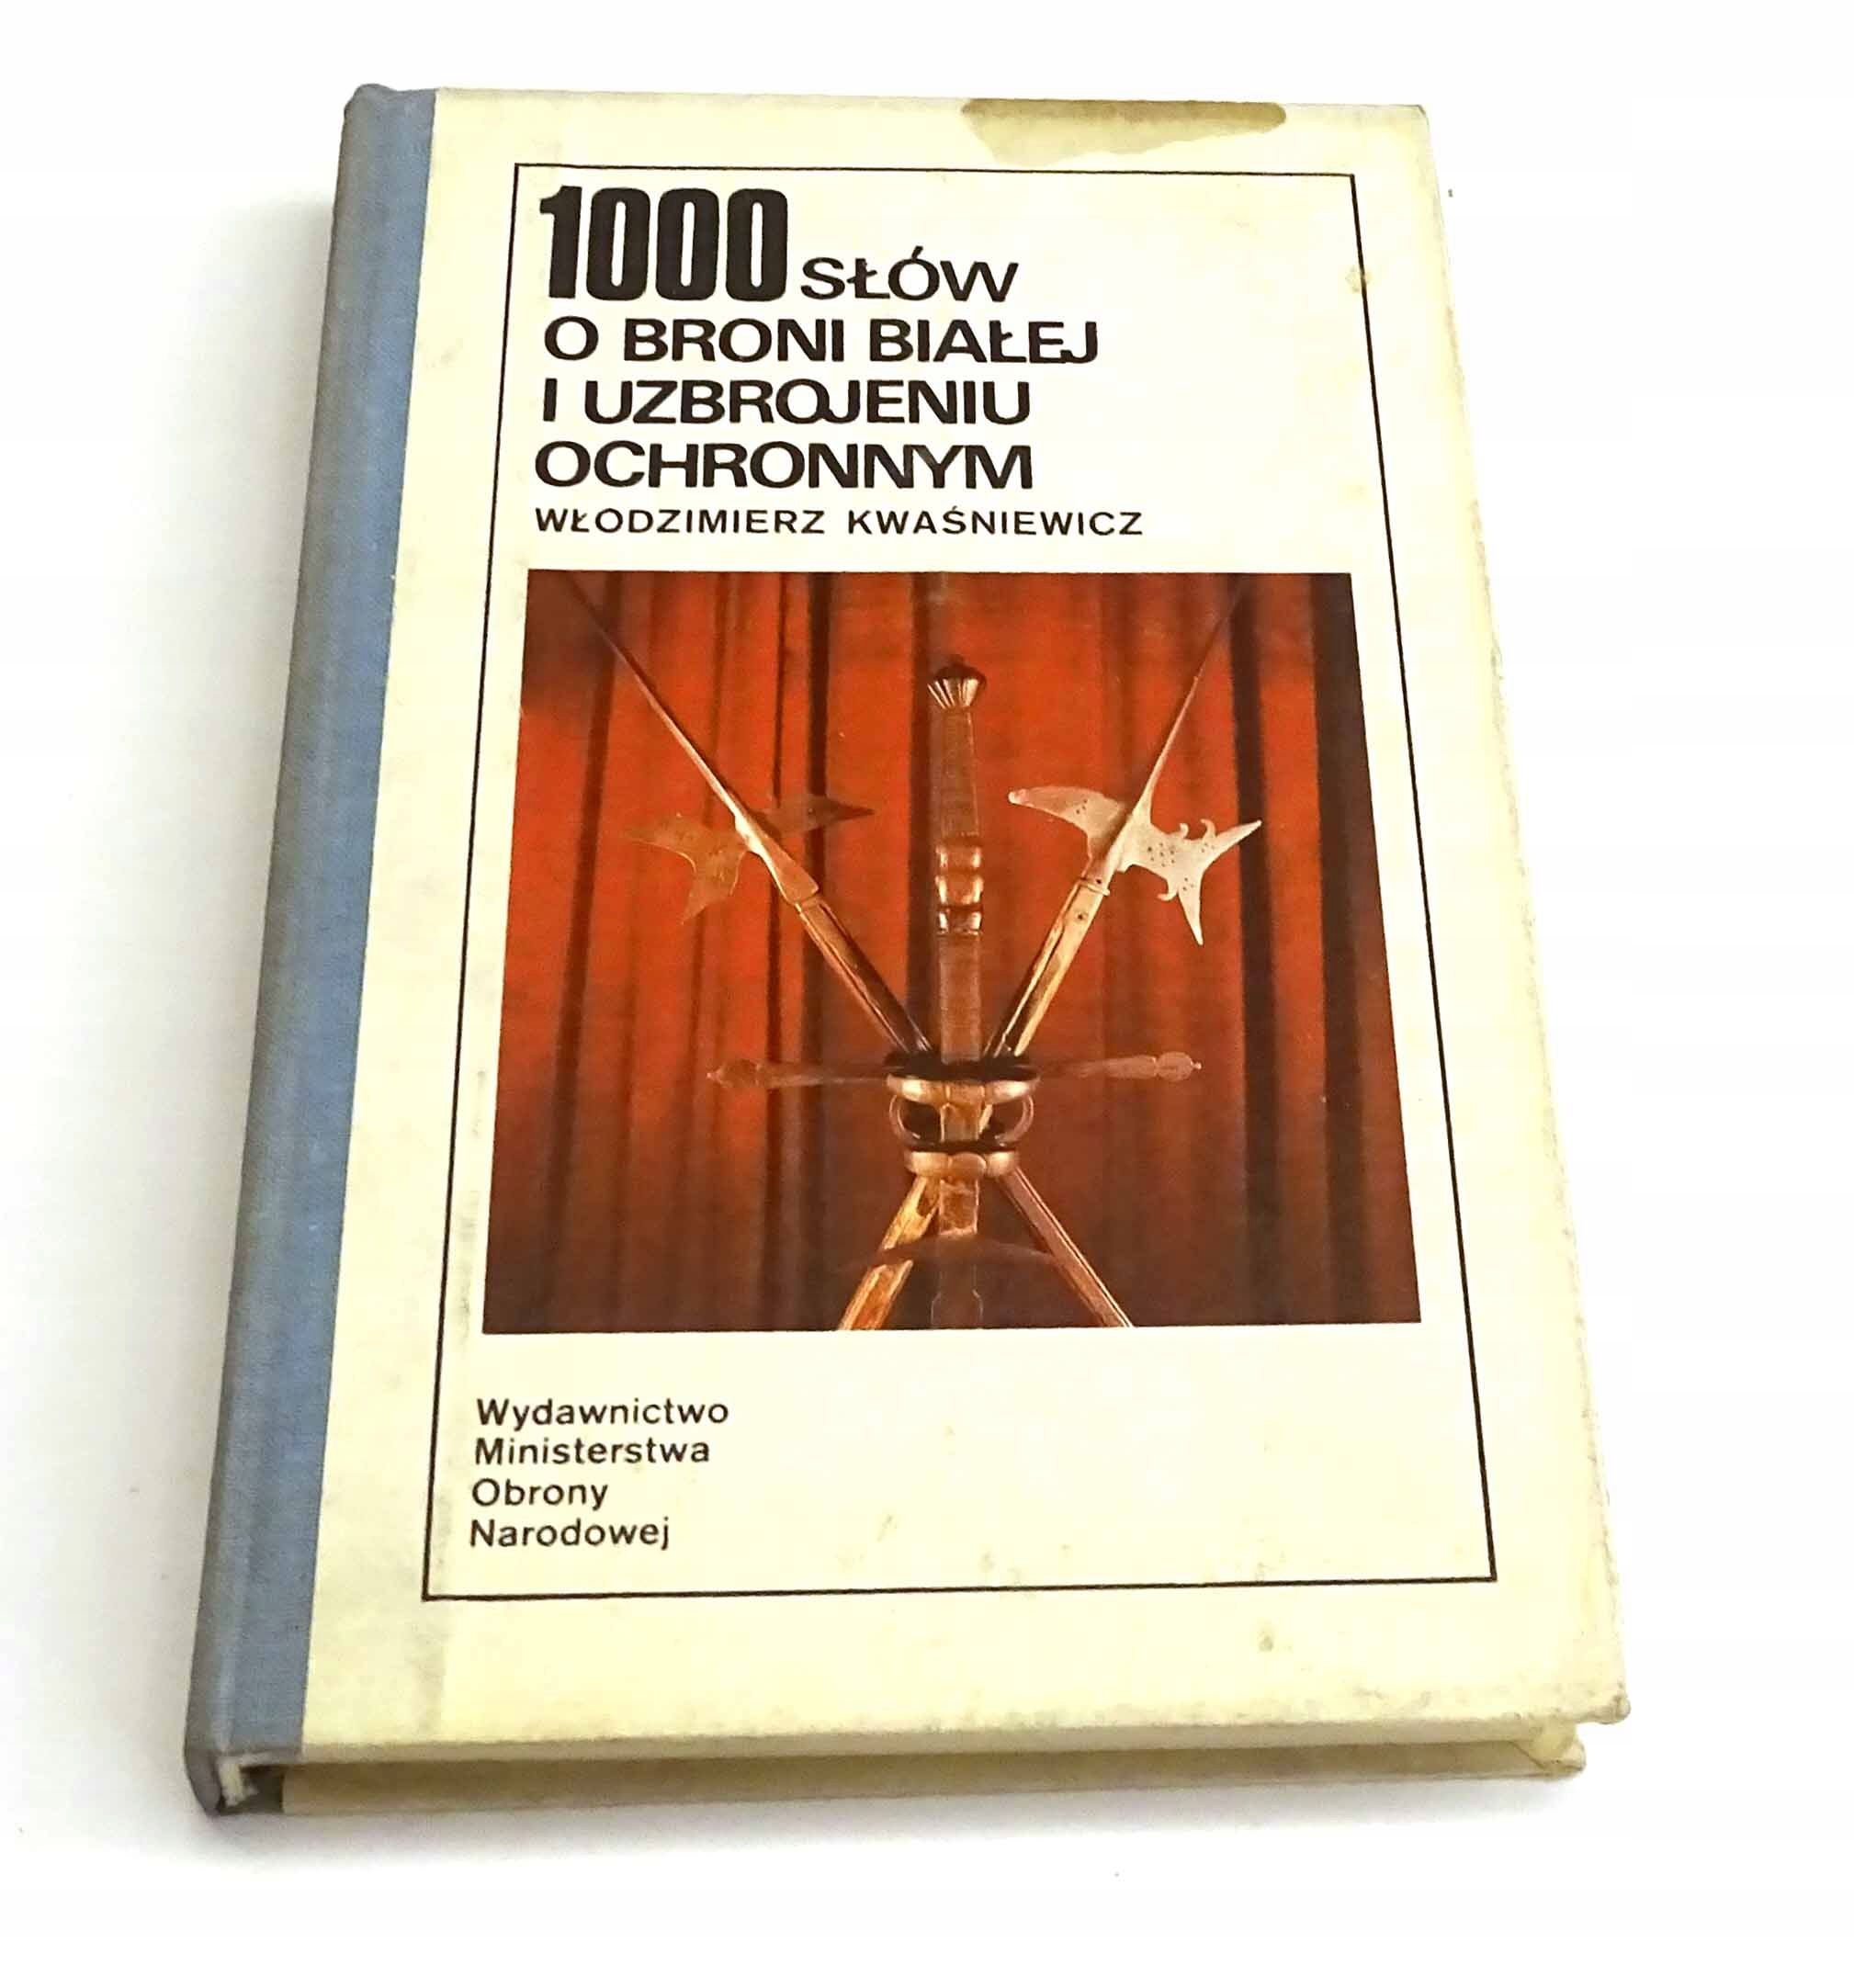 1000 SŁÓW
O BRONI BIAŁEJ
I UZBROJENIU
OCHRONNYM
WŁODZIMIERZ KWAŚNIEWICZ
Wydawnictwo
Ministerstwa
Obrony
Narodowej